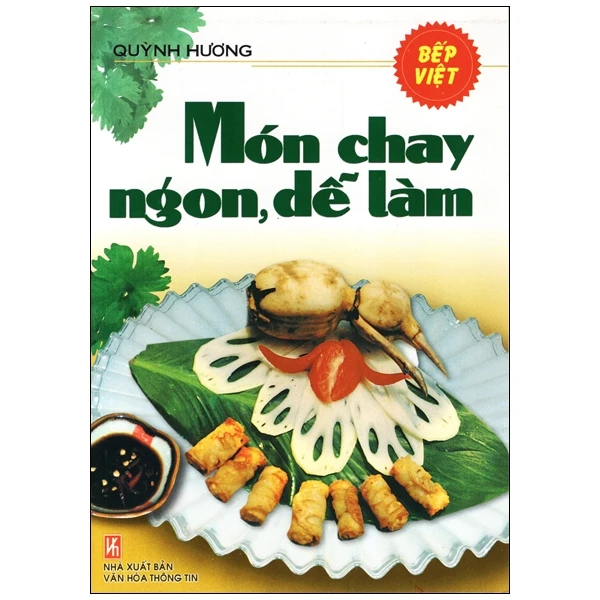 QUỲNH HƯƠNG
BẾP
VIỆT
Món chay
ngon, dễ làm
NHÀ XUẤT BẢN
VĂN HÓA THÔNG TIN